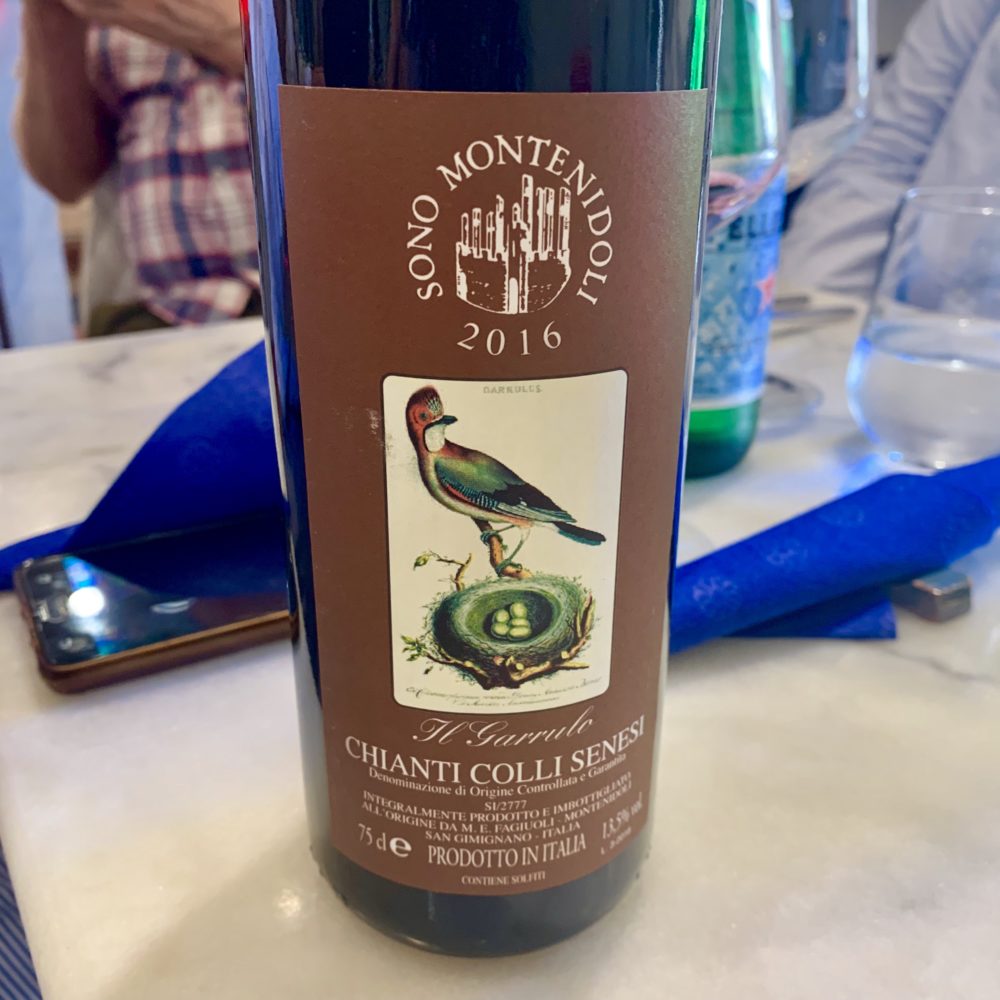 SONO MONTENIDOLI
2016
GARRULUS
Il Garrulo
CHIANTI COLLI SENESI
Denominazione di Origine Controllata e Garantita
SI/2777
INTEGRALMENTE PRODOTTO E IMBOTTIGLIATO
ALL'ORIGINE DA M. E. FAGIUOLI - MONTENIDOLI
SAN GIMIGNANO - ITALIA
75 cl e PRODOTTO IN ITALIA 13,5% vol.
CONTIENE SOLFITI